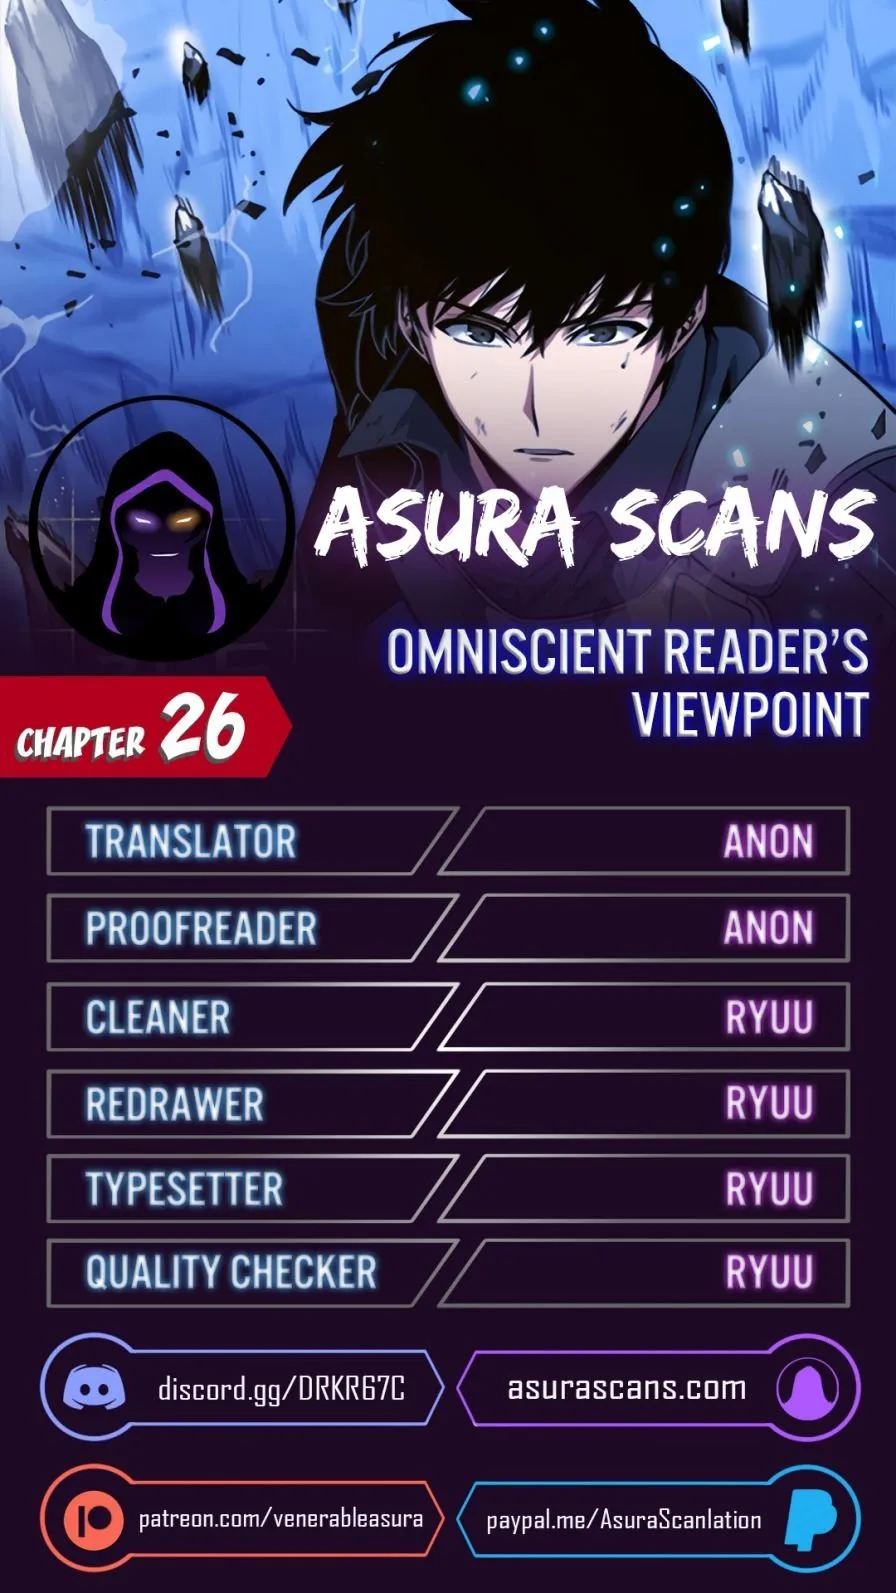 ASURA SCANS
OMNISCIENT READER'S
VIEWPOINT
CHAPTER 26
TRANSLATOR ANON
PROOFREADER ANON
CLEANER RYUU
REDRAWER RYUU
TYPESETTER RYUU
QUALITY CHECKER RYUU
discord.gg/DRKR67C asurascans.com
patreon.com/venerableasura paypal.me/AsuraScanlation